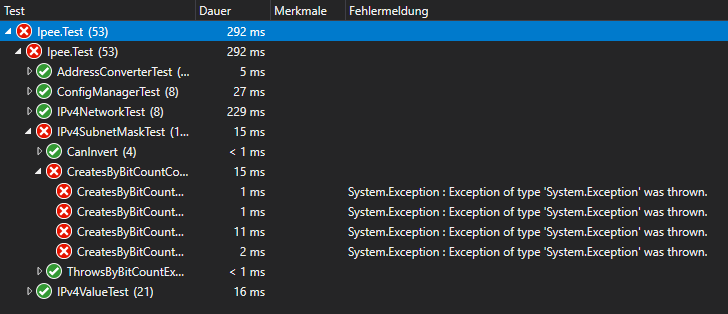 Test Dauer Merkmale Fehlermeldung
Ipee.Test (53) 292 ms
Ipee.Test (53) 292 ms
AddressConverterTest (... 5 ms
ConfigManagerTest (8) 27 ms
IPv4NetworkTest (8) 229 ms
IPv4SubnetMaskTest (1... 15 ms
CanInvert (4) < 1 ms
CreatesByBitCountCo... 15 ms
CreatesByBitCount... 1 ms System.Exception : Exception of type 'System.Exception' was thrown.
CreatesByBitCount... 1 ms System.Exception : Exception of type 'System.Exception' was thrown.
CreatesByBitCount... 11 ms System.Exception : Exception of type 'System.Exception' was thrown.
CreatesByBitCount... 2 ms System.Exception : Exception of type 'System.Exception' was thrown.
ThrowsByBitCountEx... < 1 ms
IPv4ValueTest (21) 16 ms